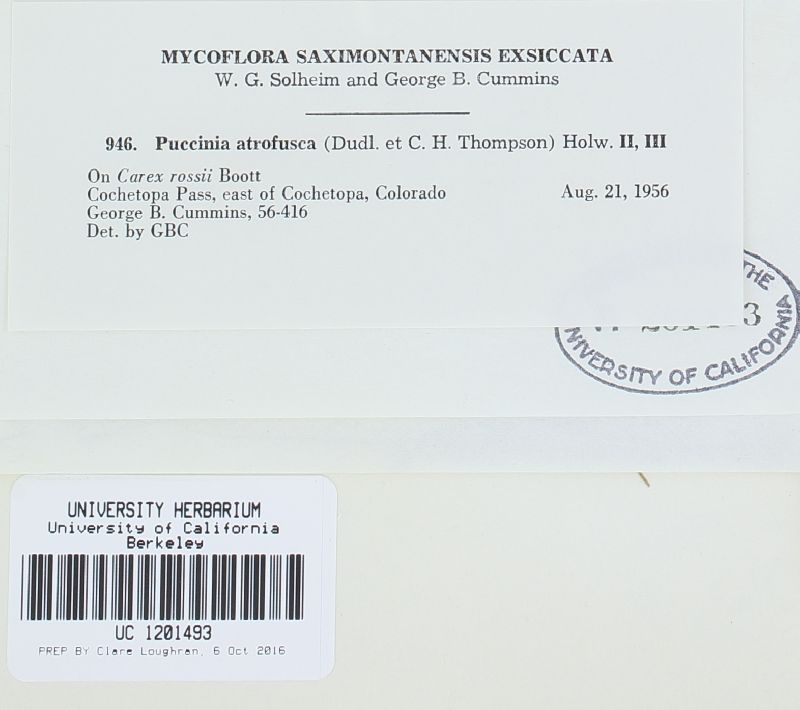 MYCOFLORA SAXIMONTANENSIS EXSICCATA
W. G. Solheim and George B. Cummins
946. Puccinia atrofusca (Dudl. et C. H. Thompson) Holw. II, III
On Carex rossii Boott
Cochetopa Pass, east of Cochetopa, Colorado Aug. 21, 1956
George B. Cummins, 56-416
Det. by GBC
THE
3
NIVERSITY OF CALIFORNIA
UNIVERSITY HERBARIUM
University of California
Berkeley
UC 1201493
PREP BY Clare Loughran, 6 Oct 2016